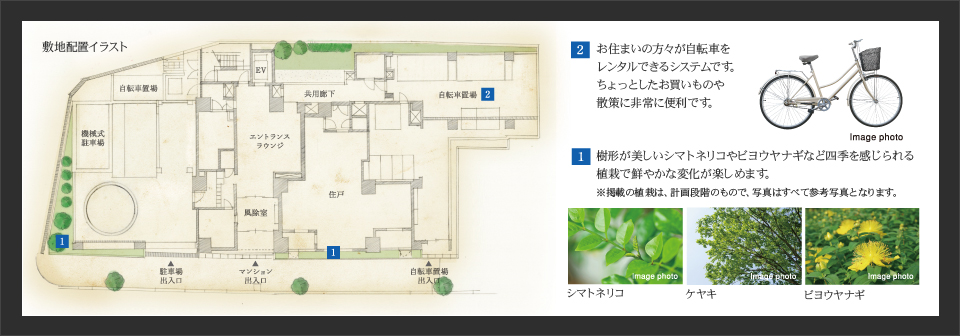 敷地配置イラスト
EV
自転車置場
共用廊下
自転車置場
2
機械式
駐車場
エントランス
ラウンジ
住戸
風除室
1
1
駐車場
出入口
マンション
出入口
自転車置場
出入口
2 お住まいの方々が自転車を
レンタルできるシステムです。
ちょっとしたお買いものや
散策に非常に便利です。
Image photo
1 樹形が美しいシマトネリコやビヨウヤナギなど四季を感じられる
植栽で鮮やかな変化が楽しめます。
※掲載の植栽は、計画段階のもので、写真はすべて参考写真となります。
Image photo
Image photo
Image photo
シマトネリコ
ケヤキ
ビヨウヤナギ